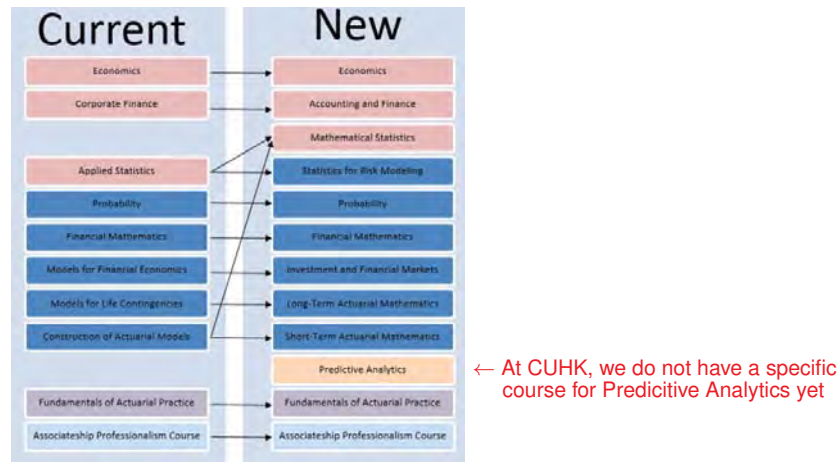 Current New
Economics Economics
Corporate Finance Accounting and Finance
Mathematical Statistics
Applied Statistics Statistics for Risk Modeling
Probability Probability
Financial Mathematics Financial Mathematics
Models for Financial Economics Investment and Financial Markets
Models for Life Contingencies Long-Term Actuarial Mathematics
Construction of Actuarial Models Short-Term Actuarial Mathematics
Predictive Analytics ← At CUHK, we do not have a specific
course for Predicitive Analytics yet
Fundamentals of Actuarial Practice Fundamentals of Actuarial Practice
Associateship Professionalism Course Associateship Professionalism Course